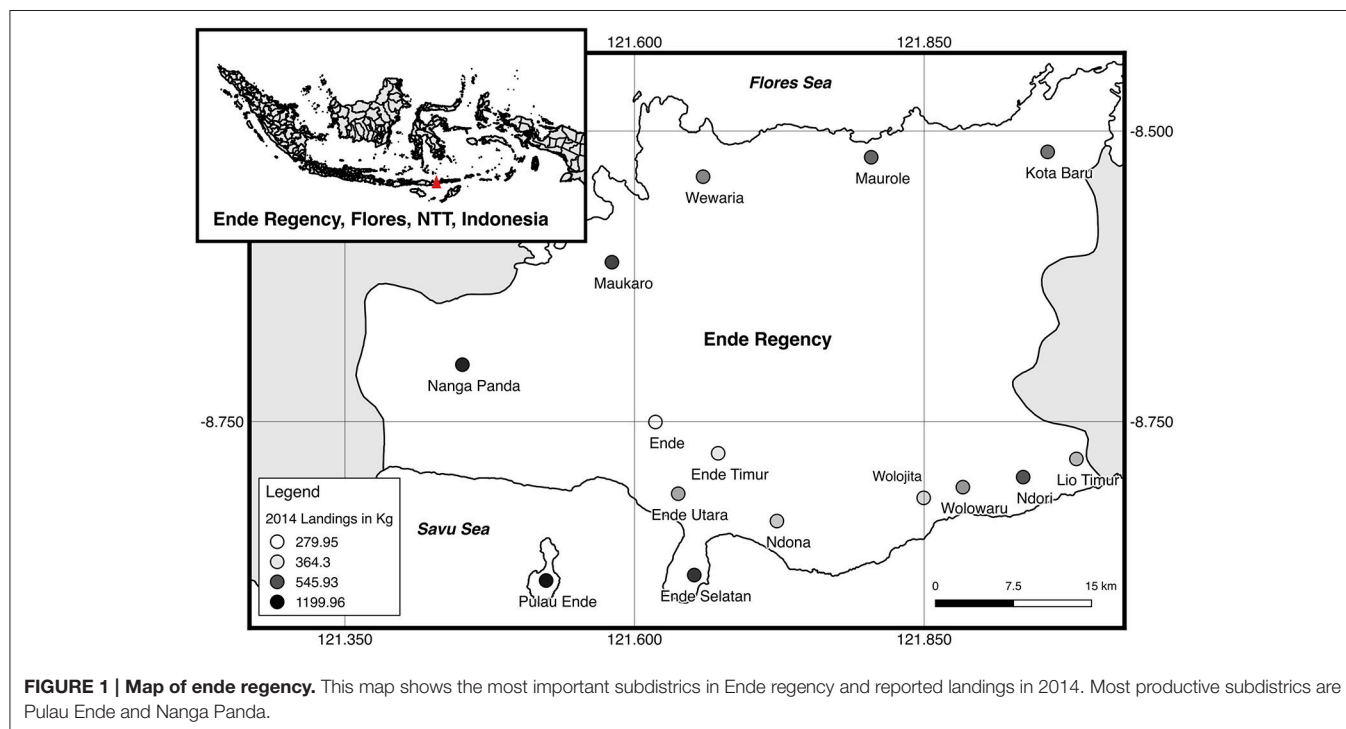 121.600 121.850
Flores Sea
-8.500
Wewaria
Maurole
Kota Baru
Ende Regency, Flores, NTT, Indonesia
Maukaro
Ende Regency
Nanga Panda
-8.750 -8.750
Ende
Ende Timur
Wolojita
Lio Timur
Ndori
Wolowaru
Ende Utara
Ndona
Savu Sea
Legend
2014 Landings in Kg
279.95
364.3
545.93
1199.96
Pulau Ende
Ende Selatan
0 7.5 15 km
121.350 121.600 121.850
FIGURE 1 | Map of ende regency. This map shows the most important subdistrics in Ende regency and reported landings in 2014. Most productive subdistrics are
Pulau Ende and Nanga Panda.